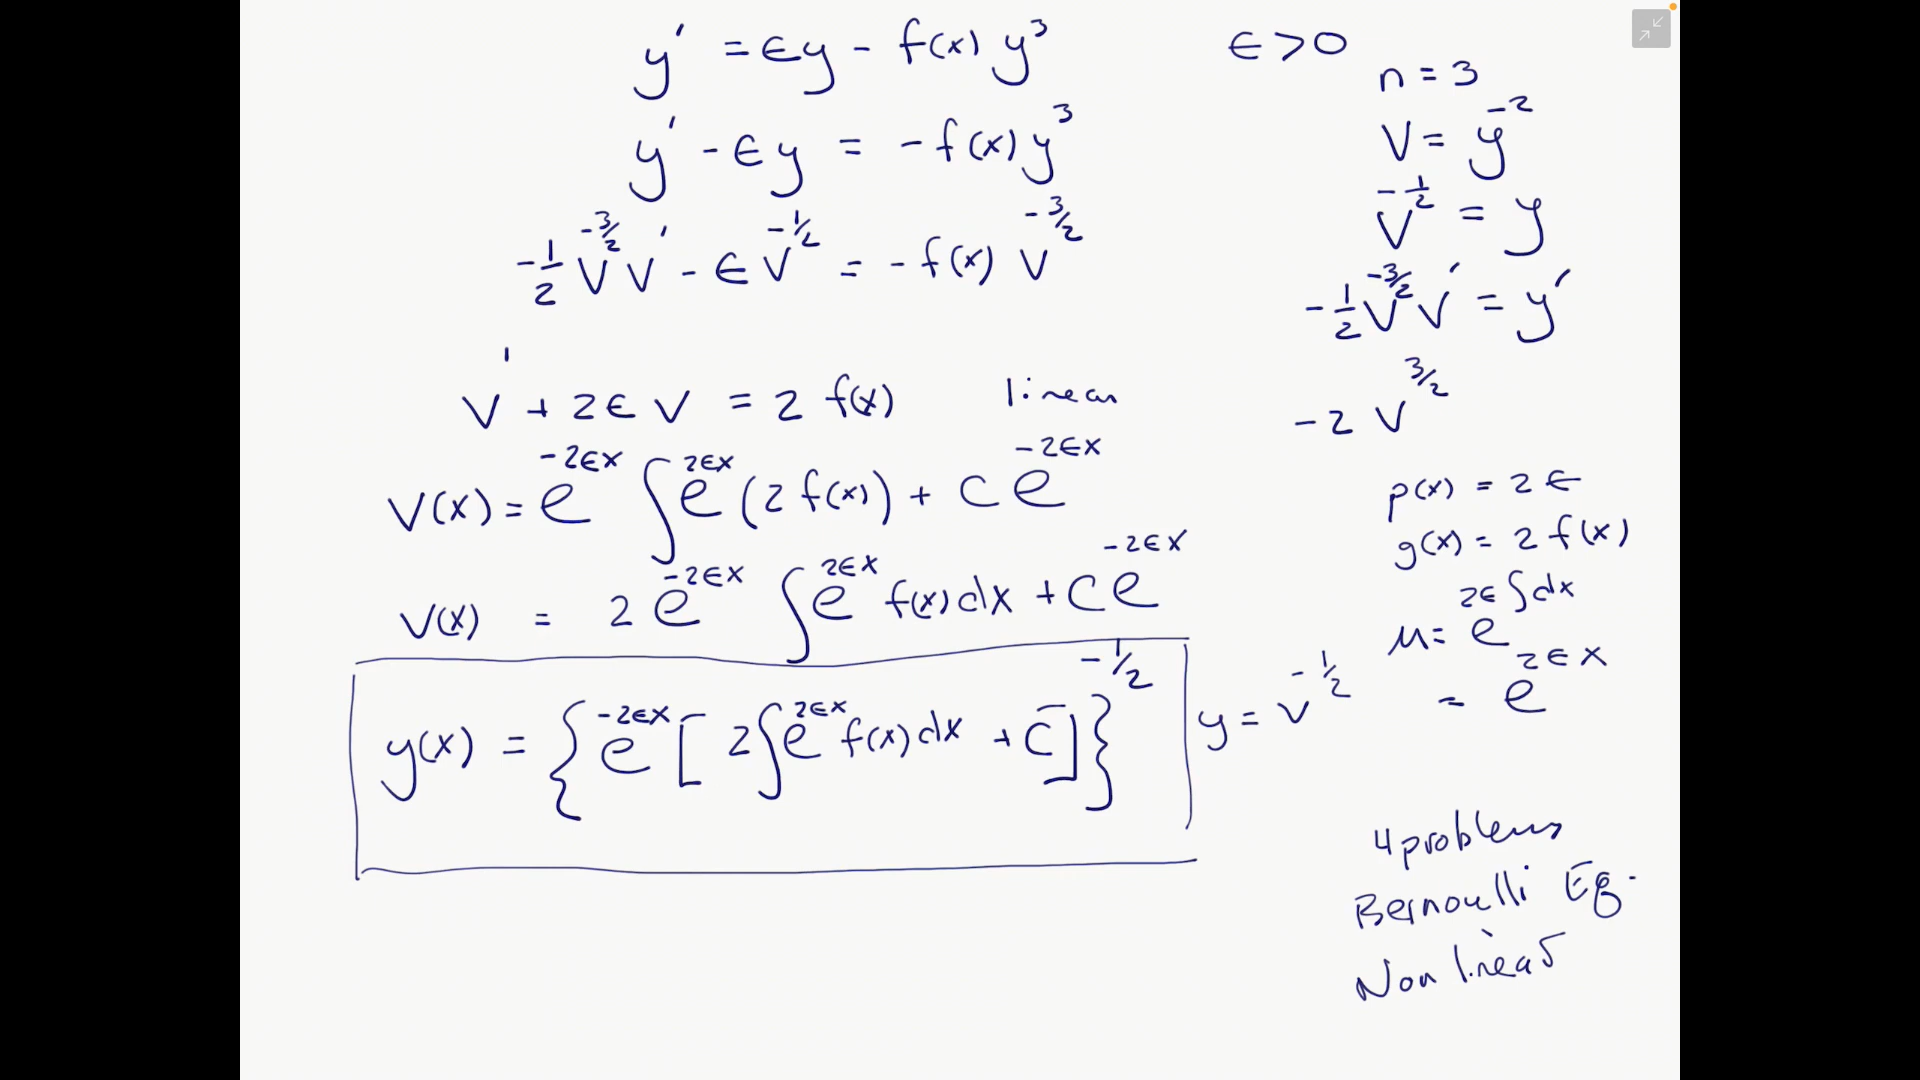 y' = ϵy - f(x) y³
ϵ > 0
n = 3
y' - ϵy = -f(x) y³
v = y⁻²
v^(-1/2) = y
-1/2 v^(-3/2) v' - ϵ v^(-1/2) = -f(x) v^(-3/2)
-1/2 v^(-3/2) v' = y'
v' + 2ϵ v = 2 f(x) linear
-2 v^(3/2)
v(x) = e^(-2ϵx) ∫ e^(2ϵx) (2 f(x)) + c e^(-2ϵx)
p(x) = 2ϵ
g(x) = 2 f(x)
v(x) = 2 e^(-2ϵx) ∫ e^(2ϵx) f(x) dx + c e^(-2ϵx)
μ = e^(2ϵ∫dx)
= e^(2ϵx)
y(x) = { e^(-2ϵx) [ 2 ∫ e^(2ϵx) f(x) dx + c ] }^(-1/2)
y = v^(-1/2)
4 problems
Bernoulli Eq.
Non linear